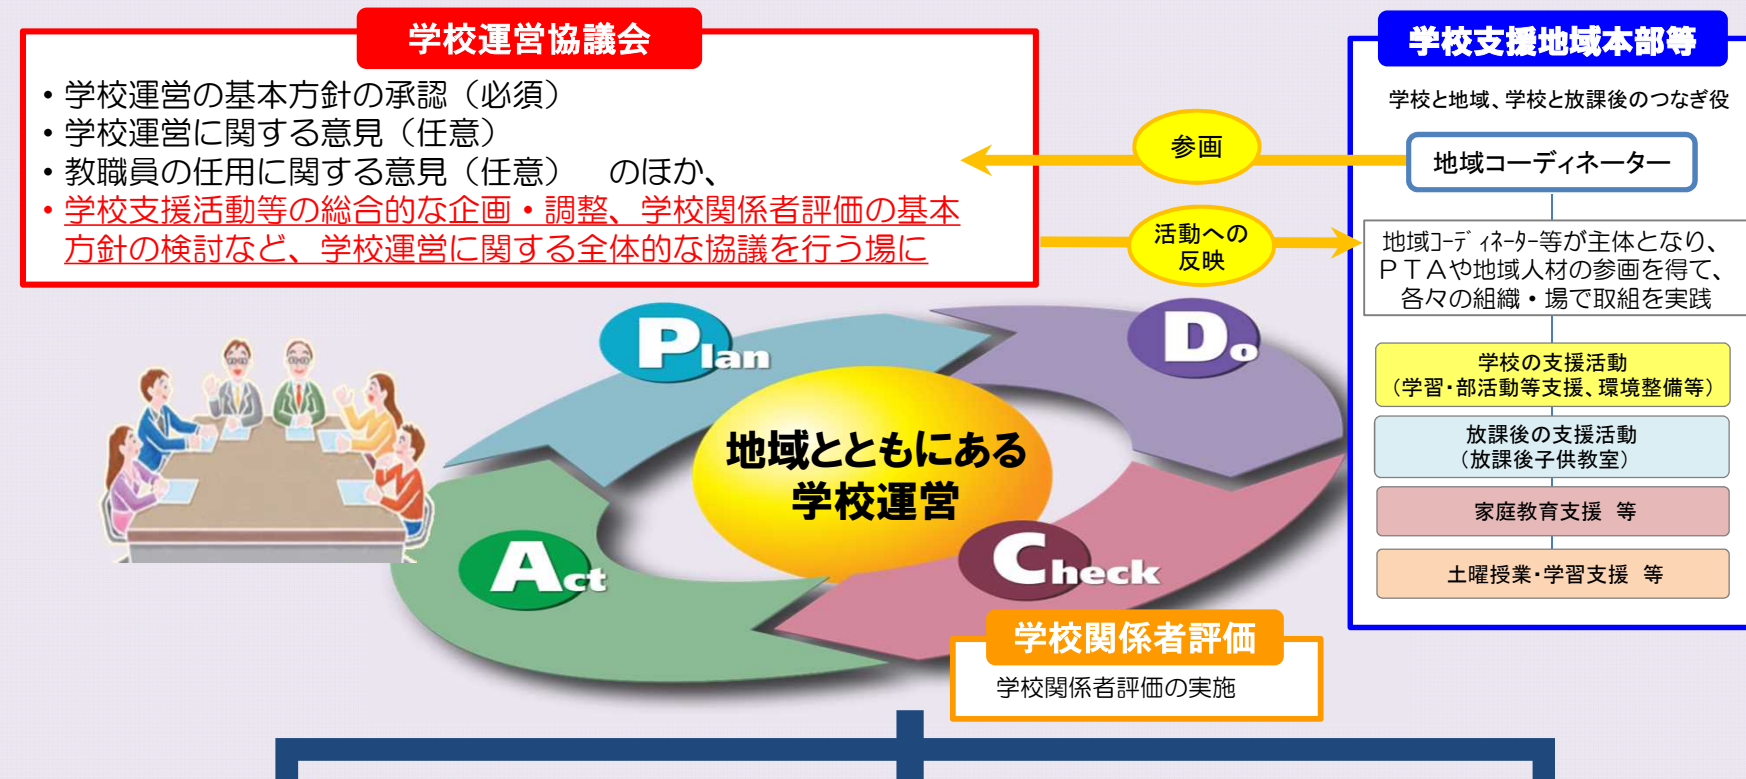 学校運営協議会
・学校運営の基本方針の承認（必須）
・学校運営に関する意見（任意）
・教職員の任用に関する意見（任意）　のほか、
・学校支援活動等の総合的な企画・調整、学校関係者評価の基本
方針の検討など、学校運営に関する全体的な協議を行う場に
参画
活動への
反映
学校支援地域本部等
学校と地域、学校と放課後のつなぎ役
地域コーディネーター
地域ｺｰﾃﾞｨﾈｰﾀｰ等が主体となり、
ＰＴＡや地域人材の参画を得て、
各々の組織・場で取組を実践
学校の支援活動
（学習・部活動等支援、環境整備等）
放課後の支援活動
（放課後子供教室）
家庭教育支援 等
土曜授業・学習支援 等
Plan
Do
地域とともにある
学校運営
Act
Check
学校関係者評価
学校関係者評価の実施